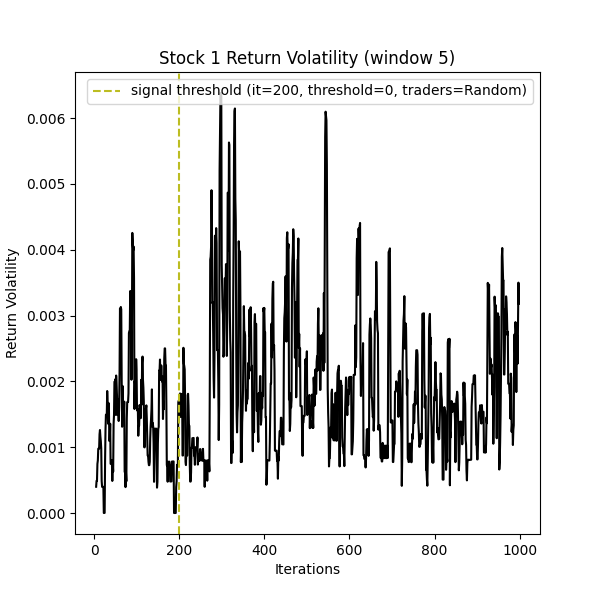 Stock 1 Return Volatility (window 5)
signal threshold (it=200, threshold=0, traders=Random)
0.006
0.005
0.004
0.003
0.002
0.001
0.000
Return Volatility
0 200 400 600 800 1000
Iterations